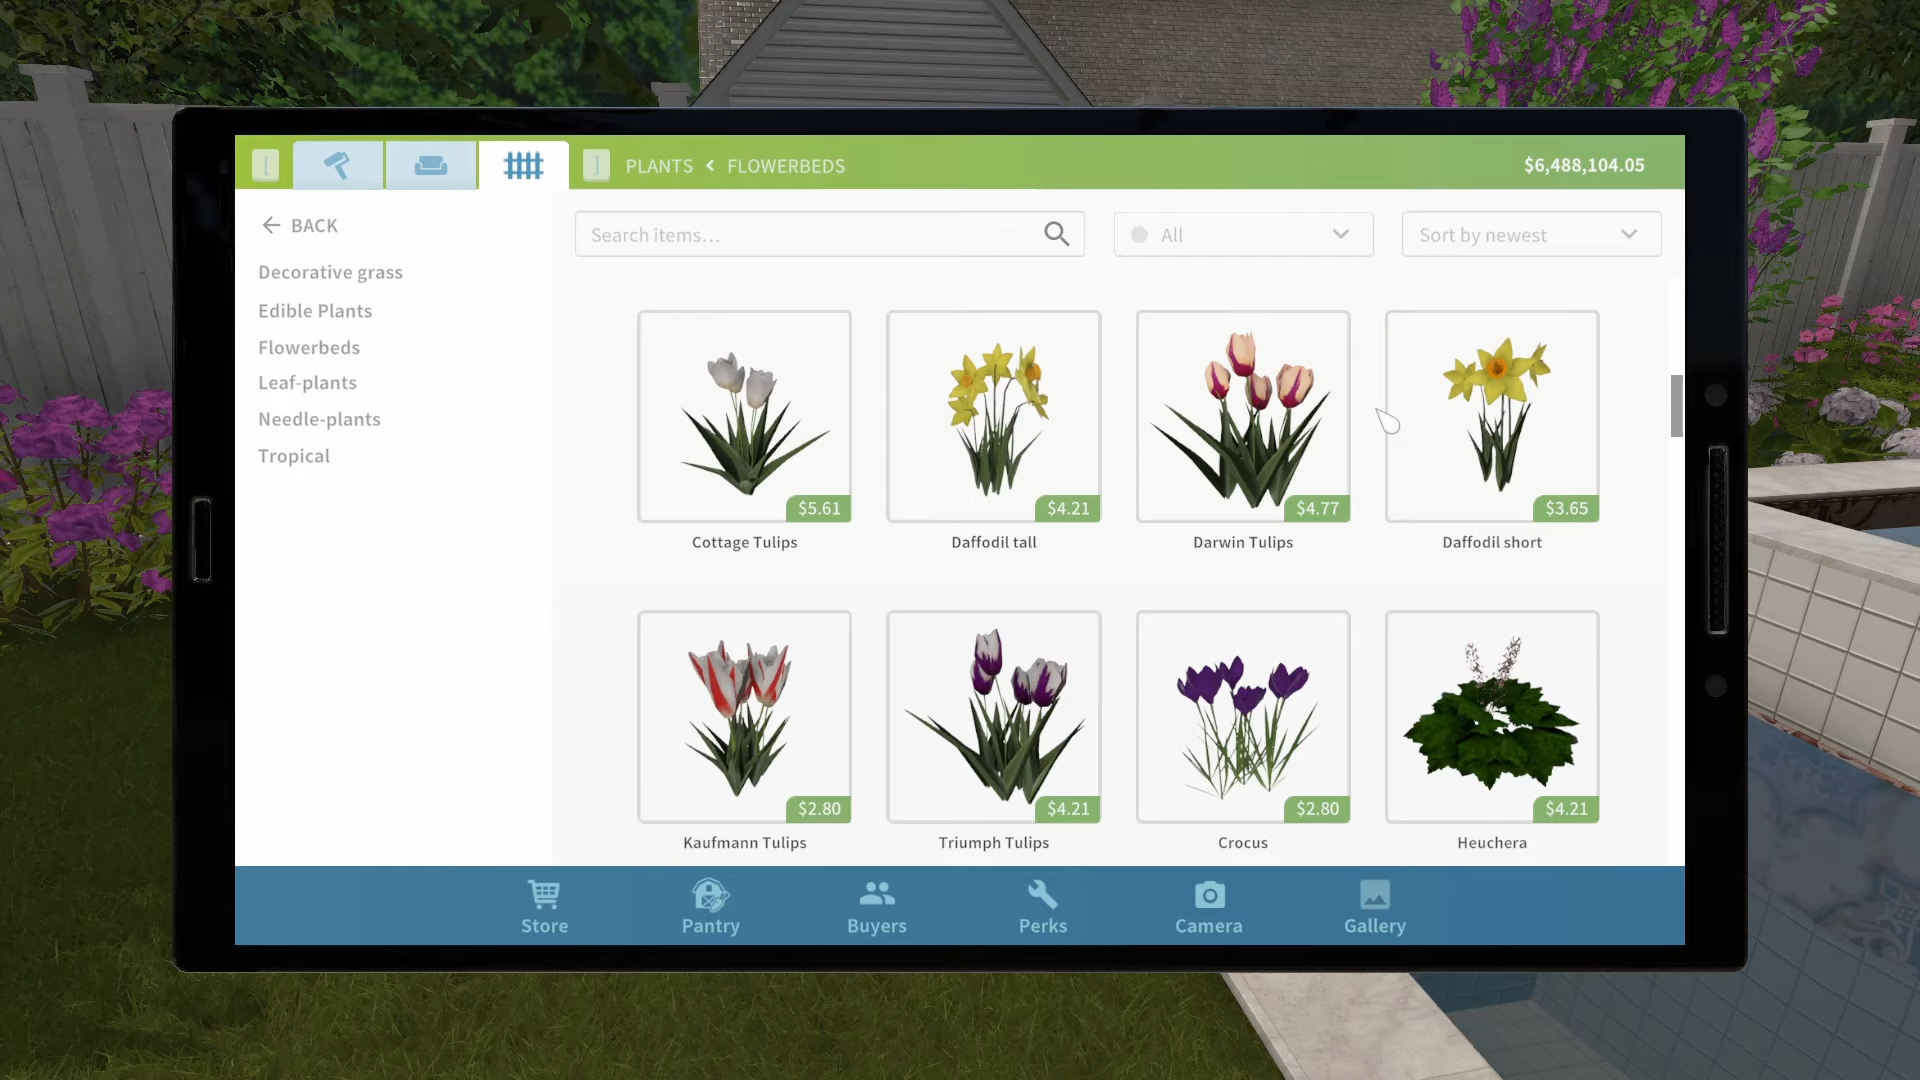 [
]
PLANTS < FLOWERBEDS
$6,488,104.05
BACK
Decorative grass
Edible Plants
Flowerbeds
Leaf-plants
Needle-plants
Tropical
Search items...
All
Sort by newest
$5.61
$4.21
$4.77
$3.65
Cottage Tulips
Daffodil tall
Darwin Tulips
Daffodil short
$2.80
$4.21
$2.80
$4.21
Kaufmann Tulips
Triumph Tulips
Crocus
Heuchera
Store
Pantry
Buyers
Perks
Camera
Gallery